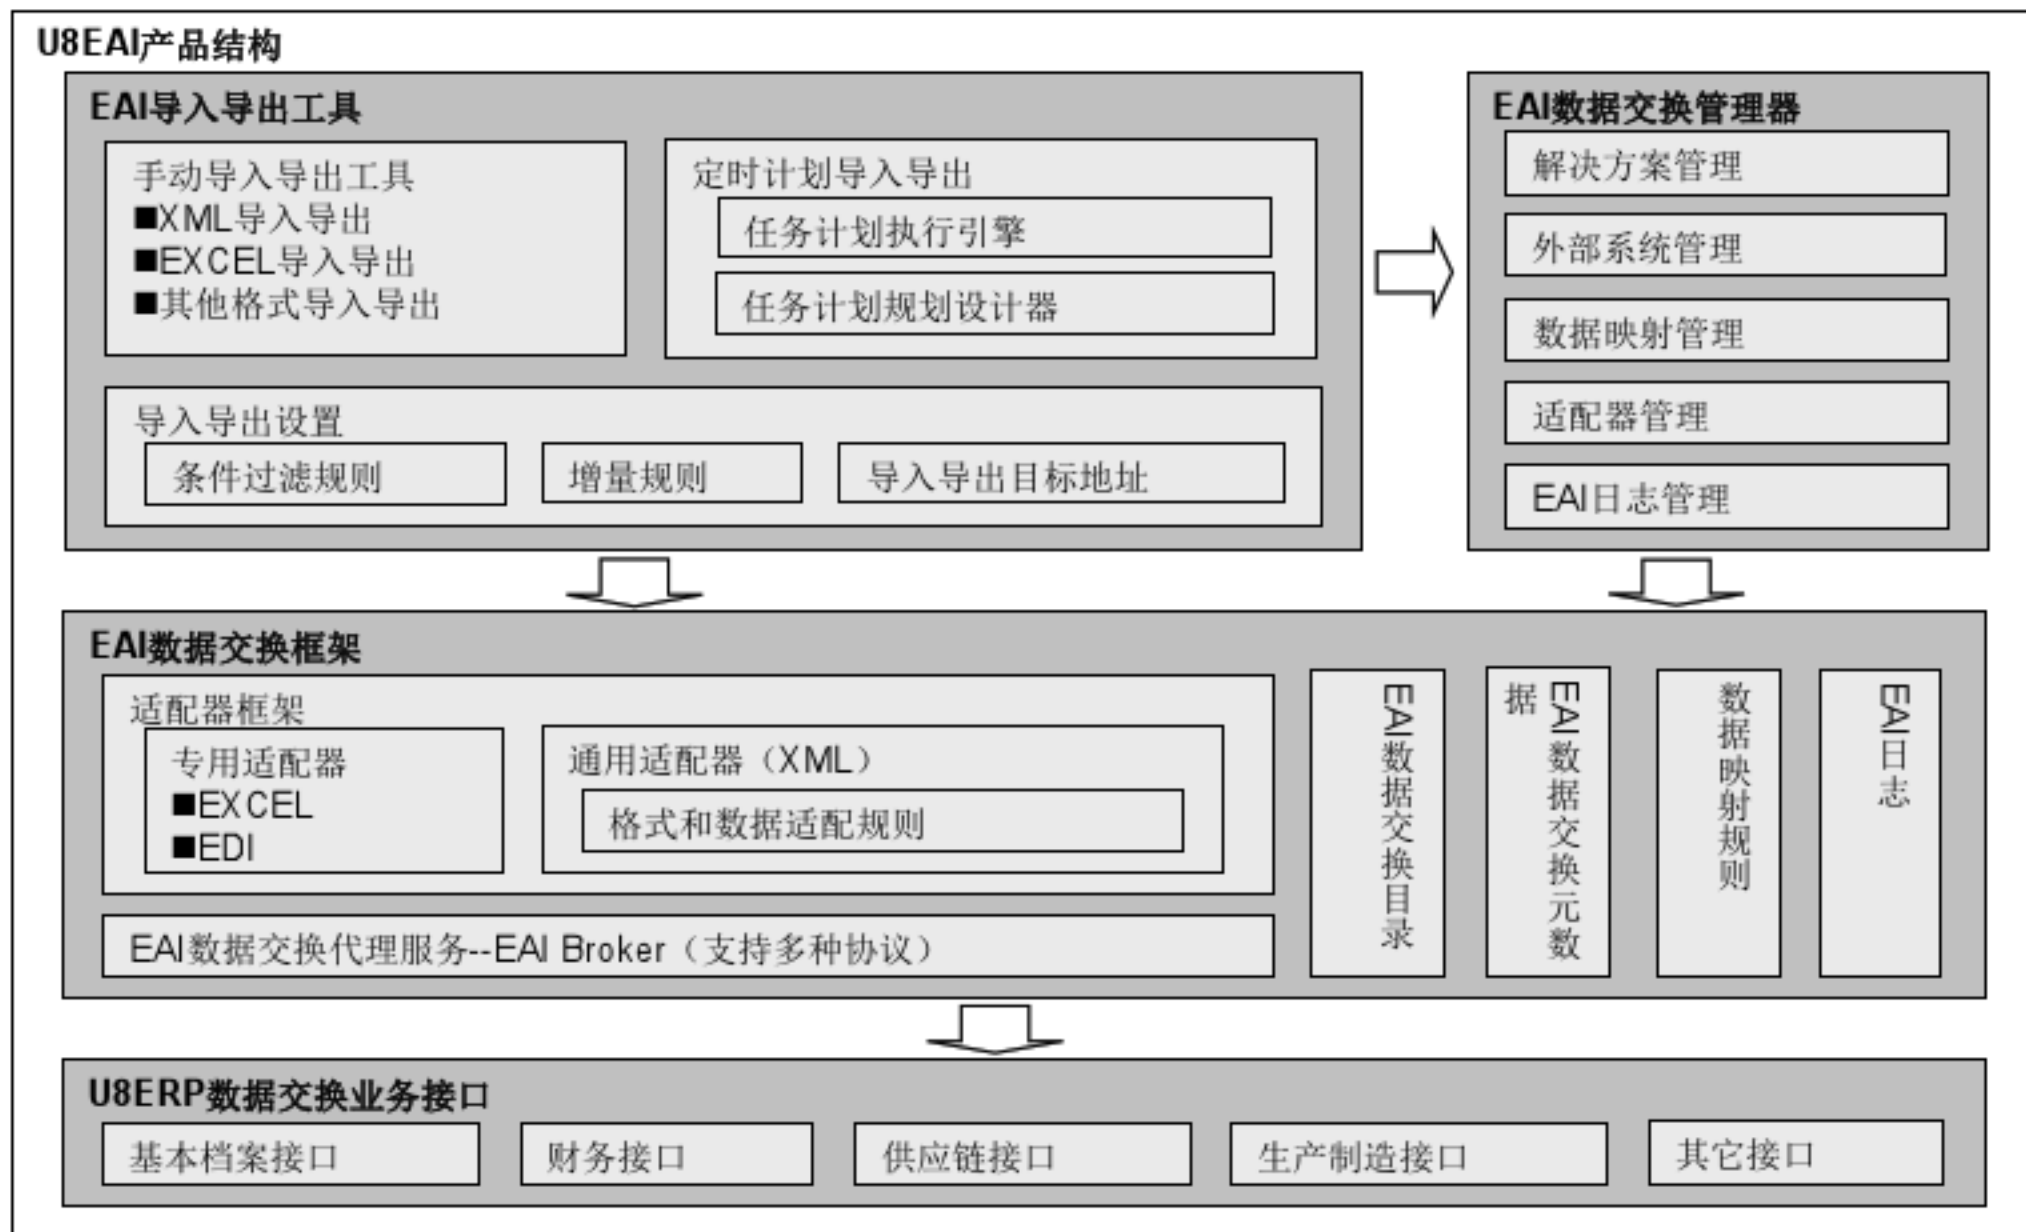 U8EAI产品结构
EAI导入导出工具
手动导入导出工具
■XML导入导出
■EXCEL导入导出
■其他格式导入导出
定时计划导入导出
任务计划执行引擎
任务计划规划设计器
导入导出设置
条件过滤规则
增量规则
导入导出目标地址
EAI数据交换管理器
解决方案管理
外部系统管理
数据映射管理
适配器管理
EAI日志管理
EAI数据交换框架
适配器框架
专用适配器
■EXCEL
■EDI
通用适配器（XML）
格式和数据适配规则
EAI数据交换代理服务--EAI Broker（支持多种协议）
EAI数据交换目录
EAI数据交换元数
据
数据映射规则
EAI日志
U8ERP数据交换业务接口
基本档案接口
财务接口
供应链接口
生产制造接口
其它接口